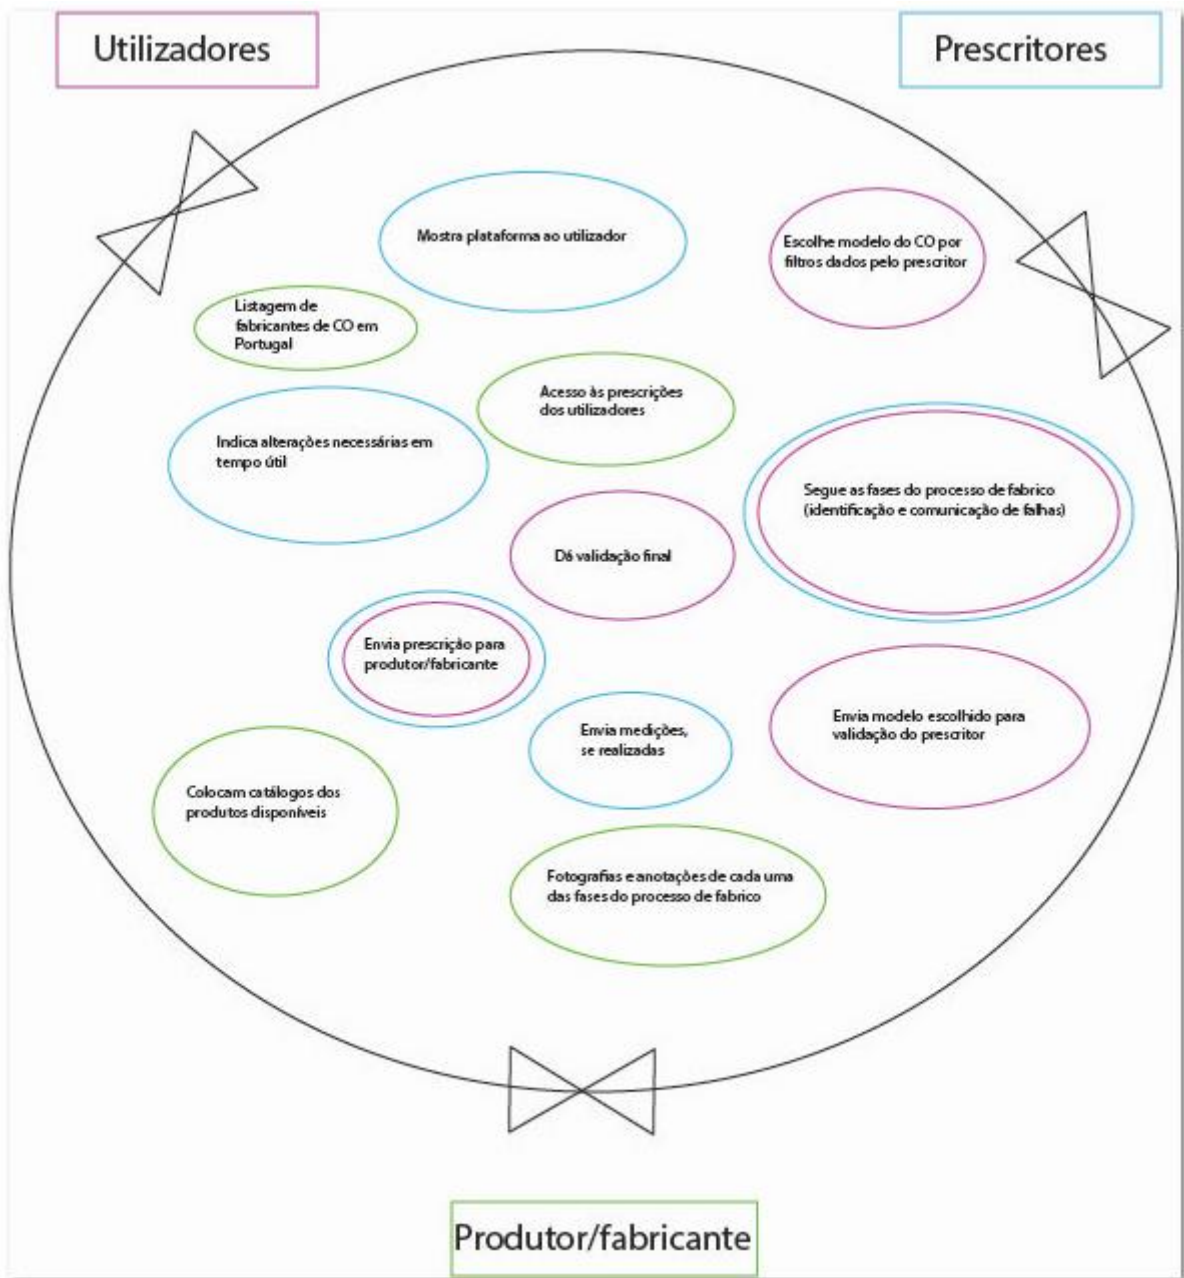 Utilizadores
Prescritores
Mostra plataforma ao utilizador
Escolhe modelo do CO por
filtros dados pelo prescritor
Listagem de
fabricantes de CO em
Portugal
Acesso às prescrições
dos utilizadores
Indica alterações necessárias em
tempo útil
Segue as fases do processo de fabrico
(identificação e comunicação de falhas)
Dá validação final
Envia prescrição para
produtor/fabricante
Envia medições,
se realizadas
Envia modelo escolhido para
validação do prescritor
Colocam catálogos dos
produtos disponíveis
Fotografias e anotações de cada uma
das fases do processo de fabrico
Produtor/fabricante